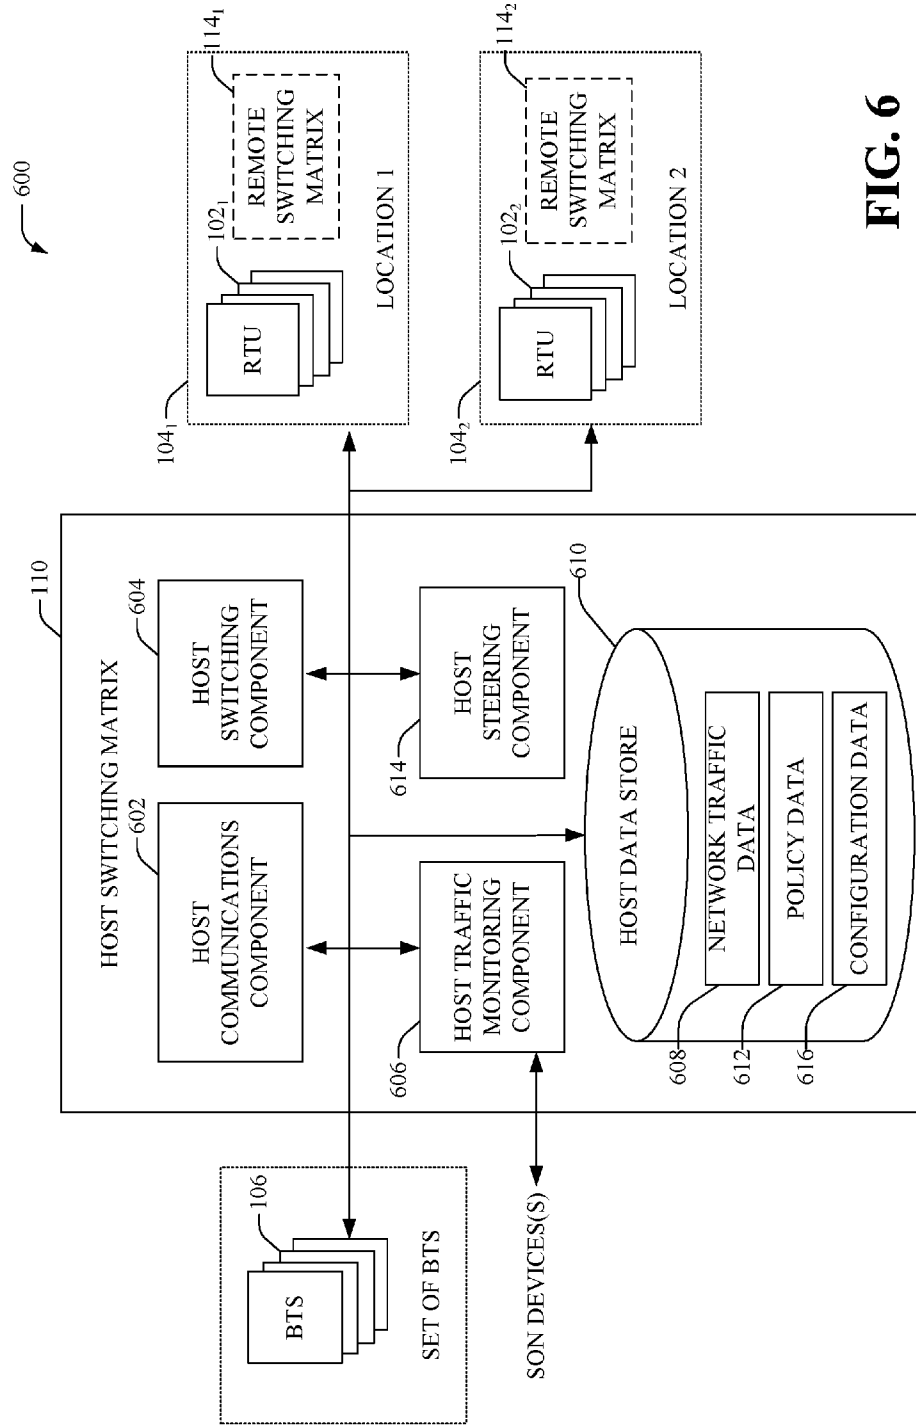 600
110
HOST SWITCHING MATRIX
602
HOST
COMMUNICATIONS
COMPONENT
604
HOST
SWITCHING
COMPONENT
606
HOST TRAFFIC
MONITORING
COMPONENT
614
HOST
STEERING
COMPONENT
610
HOST DATA STORE
608
NETWORK TRAFFIC
DATA
612
POLICY DATA
616
CONFIGURATION DATA
106
BTS
SET OF BTS
SON DEVICES(S)
104₁
RTU
102₁
114₁
REMOTE
SWITCHING
MATRIX
LOCATION 1
104₂
RTU
102₂
114₂
REMOTE
SWITCHING
MATRIX
LOCATION 2
FIG. 6